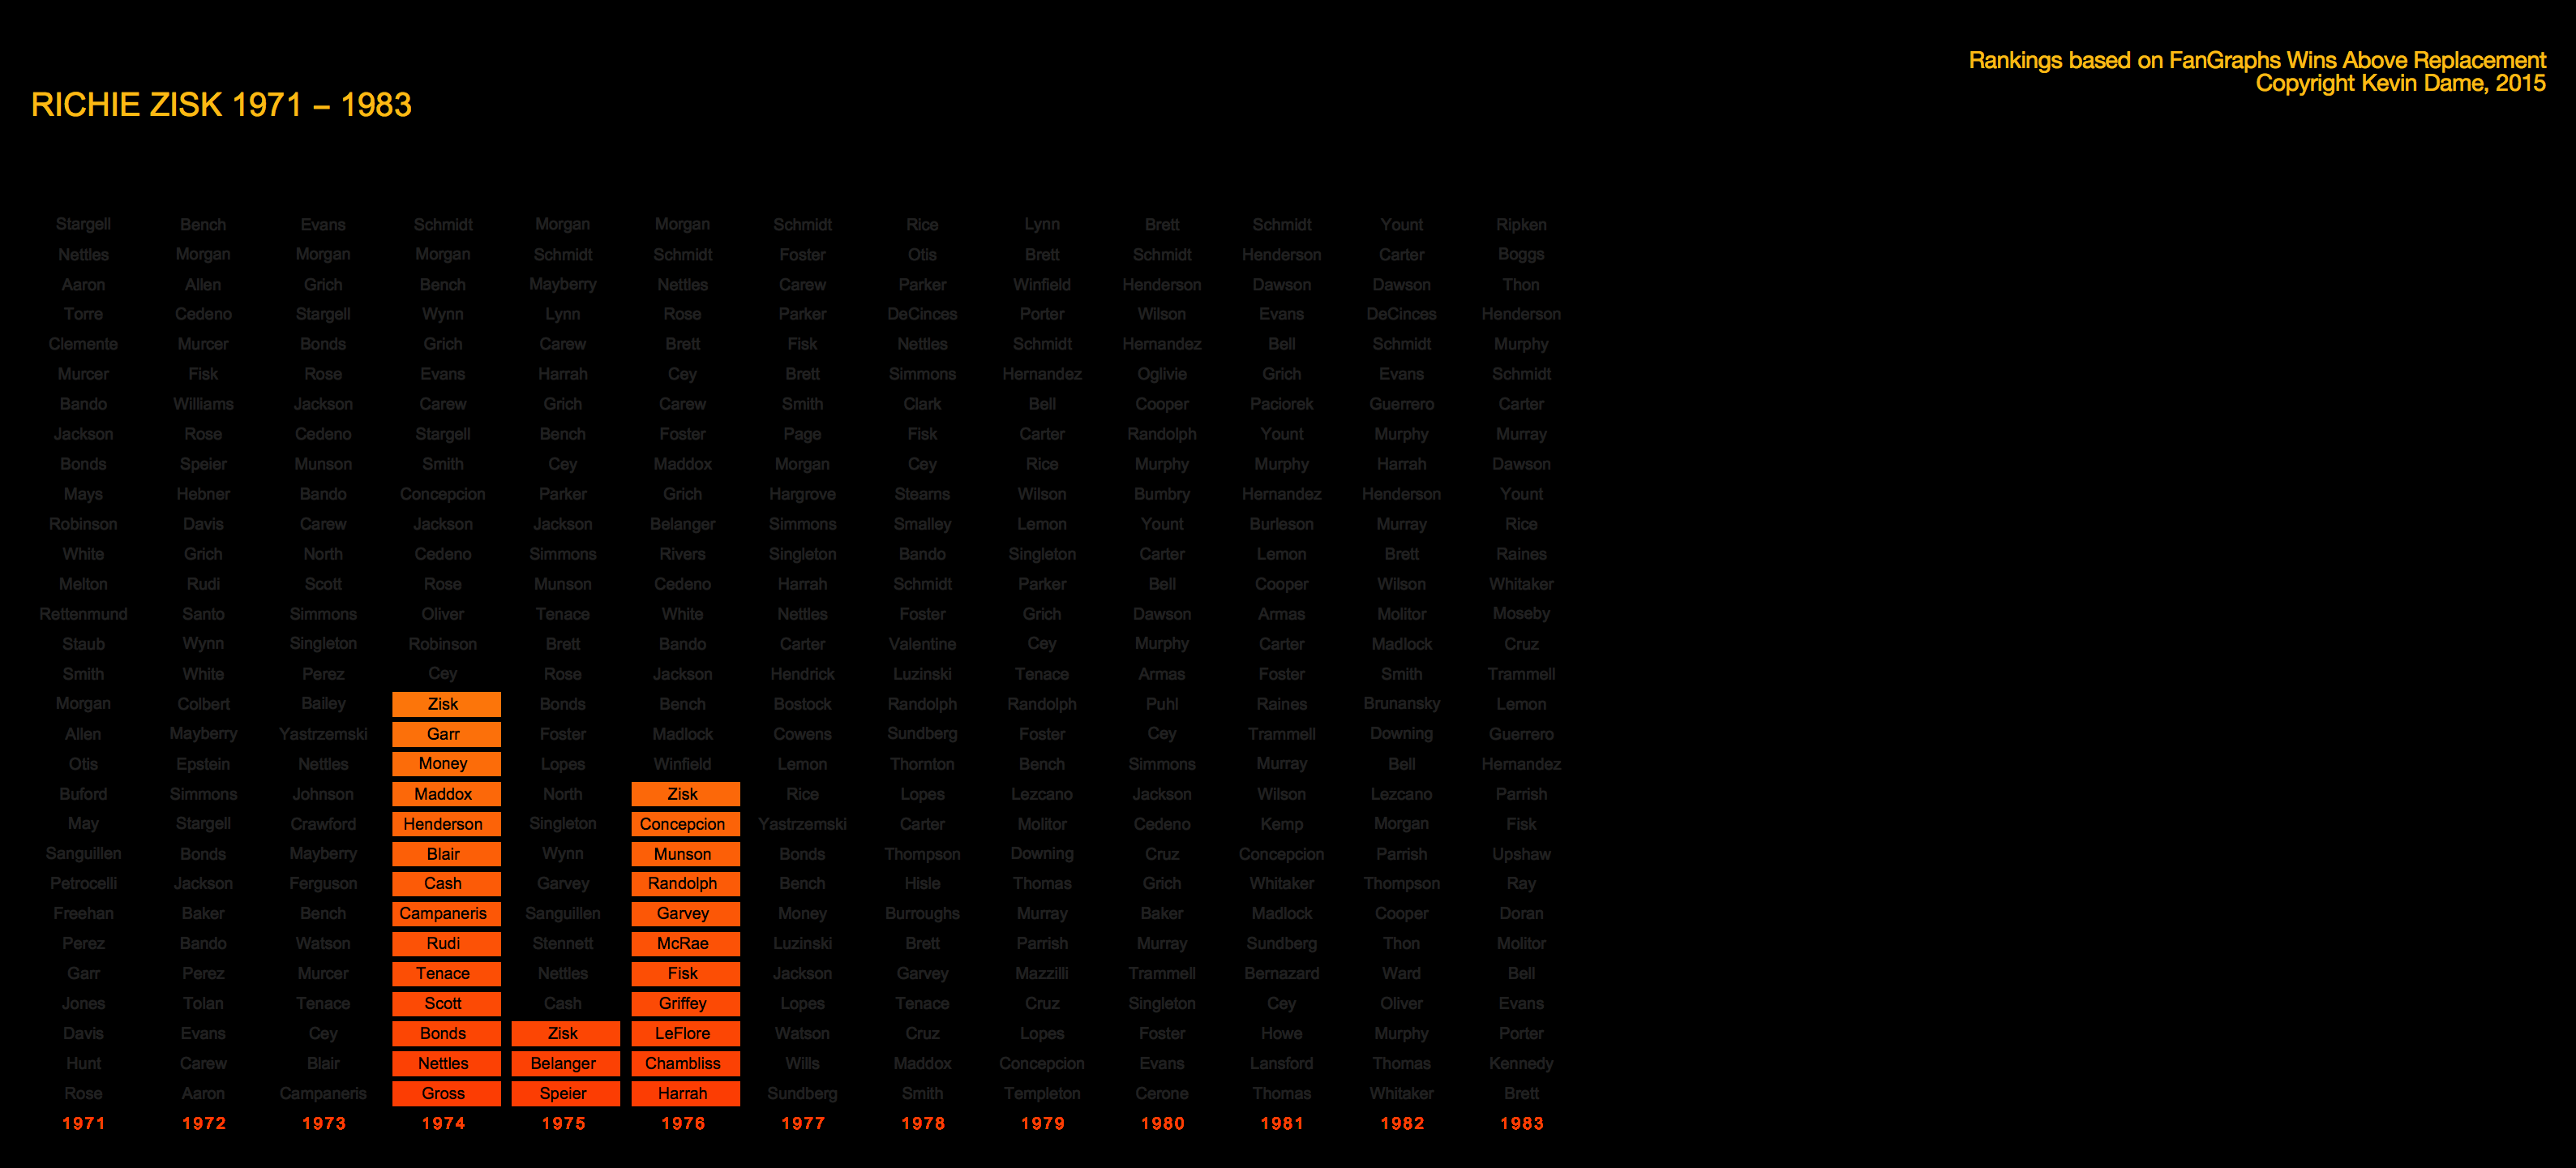 Rankings based on FanGraphs Wins Above Replacement
Copyright Kevin Dame, 2015
RICHIE ZISK 1971 – 1983
Stargell Bench Evans Schmidt Morgan Morgan Schmidt Rice Lynn Brett Schmidt Yount Ripken
Nettles Morgan Morgan Morgan Schmidt Schmidt Foster Otis Brett Schmidt Henderson Carter Boggs
Aaron Allen Grich Bench Mayberry Nettles Carew Parker Winfield Henderson Dawson Dawson Thon
Torre Cedeno Stargell Wynn Lynn Rose Parker DeCinces Porter Wilson Evans DeCinces Henderson
Clemente Murcer Bonds Grich Carew Brett Fisk Nettles Schmidt Hernandez Bell Schmidt Murphy
Murcer Fisk Rose Evans Harrah Cey Brett Simmons Hernandez Oglivie Grich Evans Schmidt
Bando Williams Jackson Carew Grich Carew Smith Clark Bell Cooper Paciorek Guerrero Carter
Jackson Rose Cedeno Stargell Bench Foster Page Fisk Carter Randolph Yount Murphy Murray
Bonds Speier Munson Smith Cey Maddox Morgan Cey Rice Murphy Murphy Harrah Dawson
Mays Hebner Bando Concepcion Parker Grich Hargrove Stearns Wilson Bumbry Hernandez Henderson Yount
Robinson Davis Carew Jackson Jackson Belanger Simmons Smalley Lemon Yount Burleson Murray Rice
White Grich North Cedeno Simmons Rivers Singleton Bando Singleton Carter Lemon Brett Raines
Melton Rudi Scott Rose Munson Cedeno Harrah Schmidt Parker Bell Cooper Wilson Whitaker
Rettenmund Santo Simmons Oliver Tenace White Nettles Foster Grich Dawson Armas Molitor Moseby
Staub Wynn Singleton Robinson Brett Bando Carter Valentine Cey Murphy Carter Madlock Cruz
Smith White Perez Cey Rose Jackson Hendrick Luzinski Tenace Armas Foster Smith Trammell
Morgan Colbert Bailey Zisk Bonds Bench Bostock Randolph Randolph Puhl Raines Brunansky Lemon
Allen Mayberry Yastrzemski Garr Foster Madlock Cowens Sundberg Foster Cey Trammell Downing Guerrero
Otis Epstein Nettles Money Lopes Winfield Lemon Thornton Bench Simmons Murray Bell Hernandez
Buford Simmons Johnson Maddox North Zisk Rice Lopes Lezcano Jackson Wilson Lezcano Parrish
May Stargell Crawford Henderson Singleton Concepcion Yastrzemski Carter Molitor Cedeno Kemp Morgan Fisk
Sanguillen Bonds Mayberry Blair Wynn Munson Bonds Thompson Downing Cruz Concepcion Parrish Upshaw
Petrocelli Jackson Ferguson Cash Garvey Randolph Bench Hisle Thomas Grich Whitaker Thompson Ray
Freehan Baker Bench Campaneris Sanguillen Garvey Money Burroughs Murray Baker Madlock Cooper Doran
Perez Bando Watson Rudi Stennett McRae Luzinski Brett Parrish Murray Sundberg Thon Molitor
Garr Perez Murcer Tenace Nettles Fisk Jackson Garvey Mazzilli Trammell Bernazard Ward Bell
Jones Tolan Tenace Scott Cash Griffey Lopes Tenace Cruz Singleton Cey Oliver Evans
Davis Evans Cey Bonds Zisk LeFlore Watson Cruz Lopes Foster Howe Murphy Porter
Hunt Carew Blair Nettles Belanger Chambliss Wills Maddox Concepcion Evans Lansford Thomas Kennedy
Rose Aaron Campaneris Gross Speier Harrah Sundberg Smith Templeton Cerone Thomas Whitaker Brett
1971 1972 1973 1974 1975 1976 1977 1978 1979 1980 1981 1982 1983